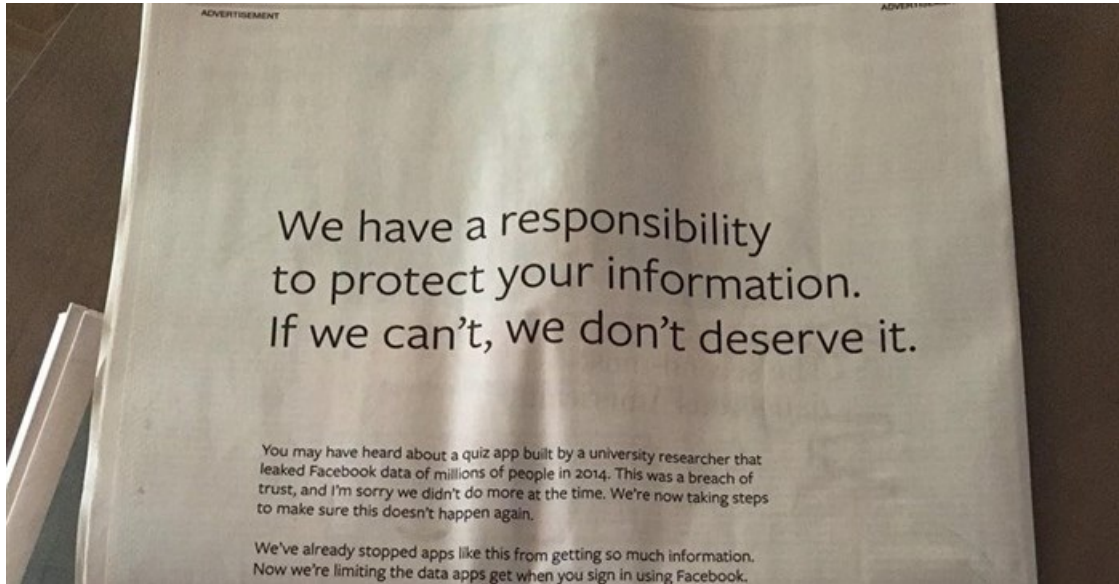 ADVERTISEMENT
We have a responsibility
to protect your information.
If we can't, we don't deserve it.
You may have heard about a quiz app built by a university researcher that
leaked Facebook data of millions of people in 2014. This was a breach of
trust, and I'm sorry we didn't do more at the time. We're now taking steps
to make sure this doesn't happen again.
We've already stopped apps like this from getting so much information.
Now we're limiting the data apps get when you sign in using Facebook.